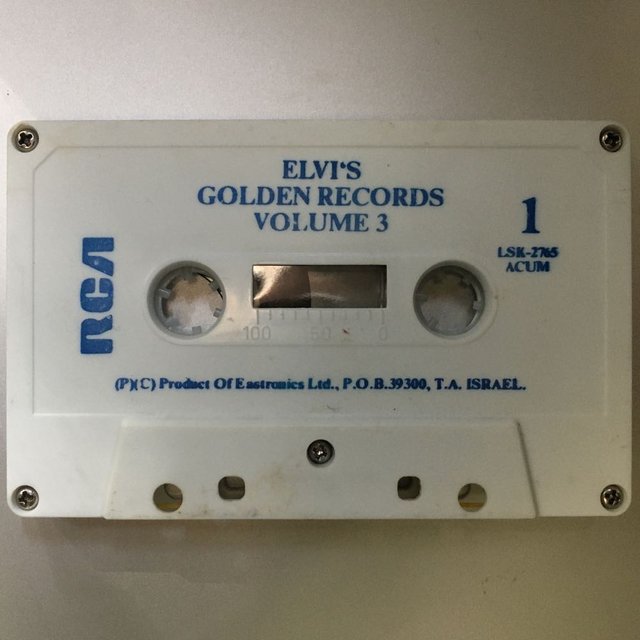 ELVI‘S
GOLDEN RECORDS
VOLUME 3
1
LSK-2765
ACUM
RCA
100 50 0
(P)(C) Product Of Eastronics Ltd., P.O.B.39300, T.A. ISRAEL.